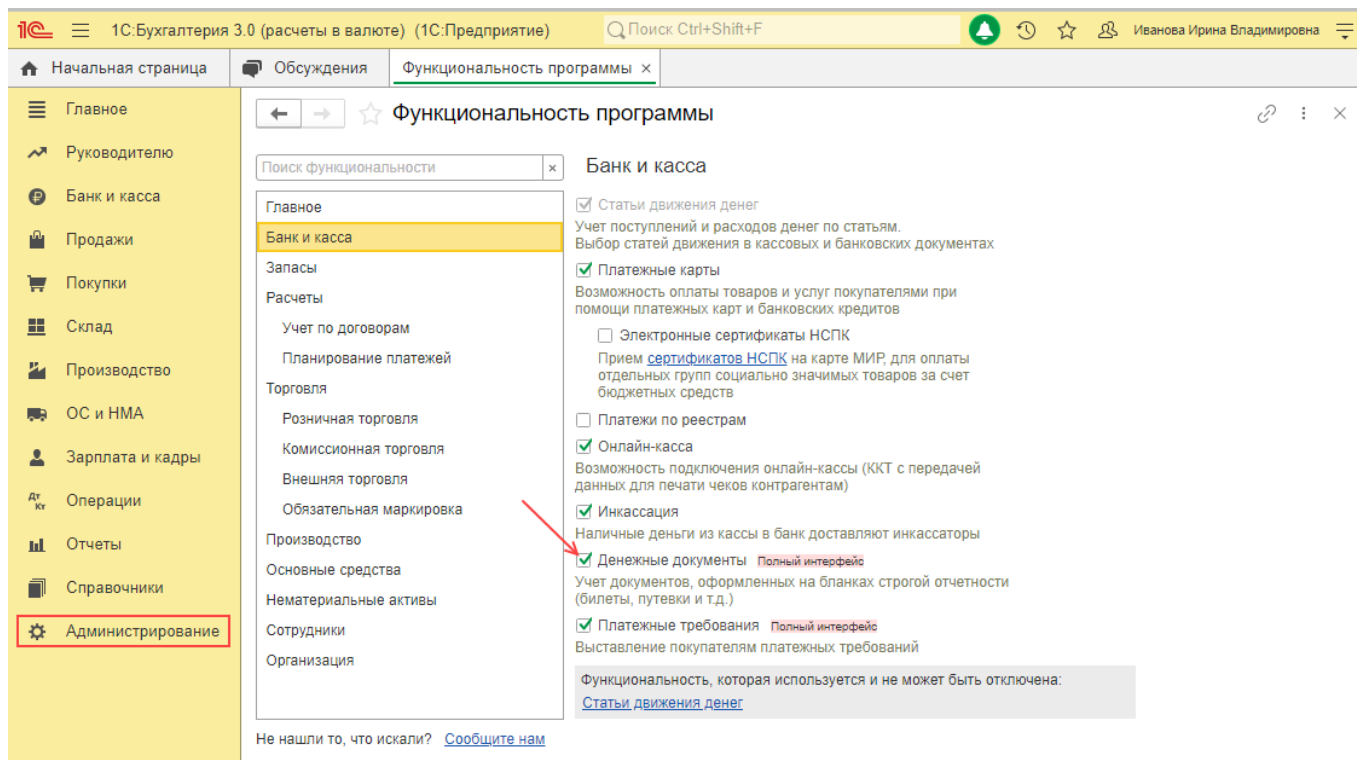 1С 1С:Бухгалтерия 3.0 (расчеты в валюте) (1С:Предприятие) Поиск Ctrl+Shift+F Иванова Ирина Владимировна
Начальная страница Обсуждения Функциональность программы ×
Главное
Руководителю
Банк и касса
Продажи
Покупки
Склад
Производство
ОС и НМА
Зарплата и кадры
Дт Кт Операции
Отчеты
Справочники
Администрирование
Функциональность программы
Поиск функциональности ×
Главное
Банк и касса
Запасы
Расчеты
Учет по договорам
Планирование платежей
Торговля
Розничная торговля
Комиссионная торговля
Внешняя торговля
Обязательная маркировка
Производство
Основные средства
Нематериальные активы
Сотрудники
Организация
Не нашли то, что искали? Сообщите нам
Банк и касса
Статьи движения денег
Учет поступлений и расходов денег по статьям.
Выбор статей движения в кассовых и банковских документах
Платежные карты
Возможность оплаты товаров и услуг покупателями при
помощи платежных карт и банковских кредитов
Электронные сертификаты НСПК
Прием сертификатов НСПК на карте МИР, для оплаты
отдельных групп социально значимых товаров за счет
бюджетных средств
Платежи по реестрам
Онлайн-касса
Возможность подключения онлайн-кассы (ККТ с передачей
данных для печати чеков контрагентам)
Инкассация
Наличные деньги из кассы в банк доставляют инкассаторы
Денежные документы Полный интерфейс
Учет документов, оформленных на бланках строгой отчетности
(билеты, путевки и т.д.)
Платежные требования Полный интерфейс
Выставление покупателям платежных требований
Функциональность, которая используется и не может быть отключена:
Статьи движения денег